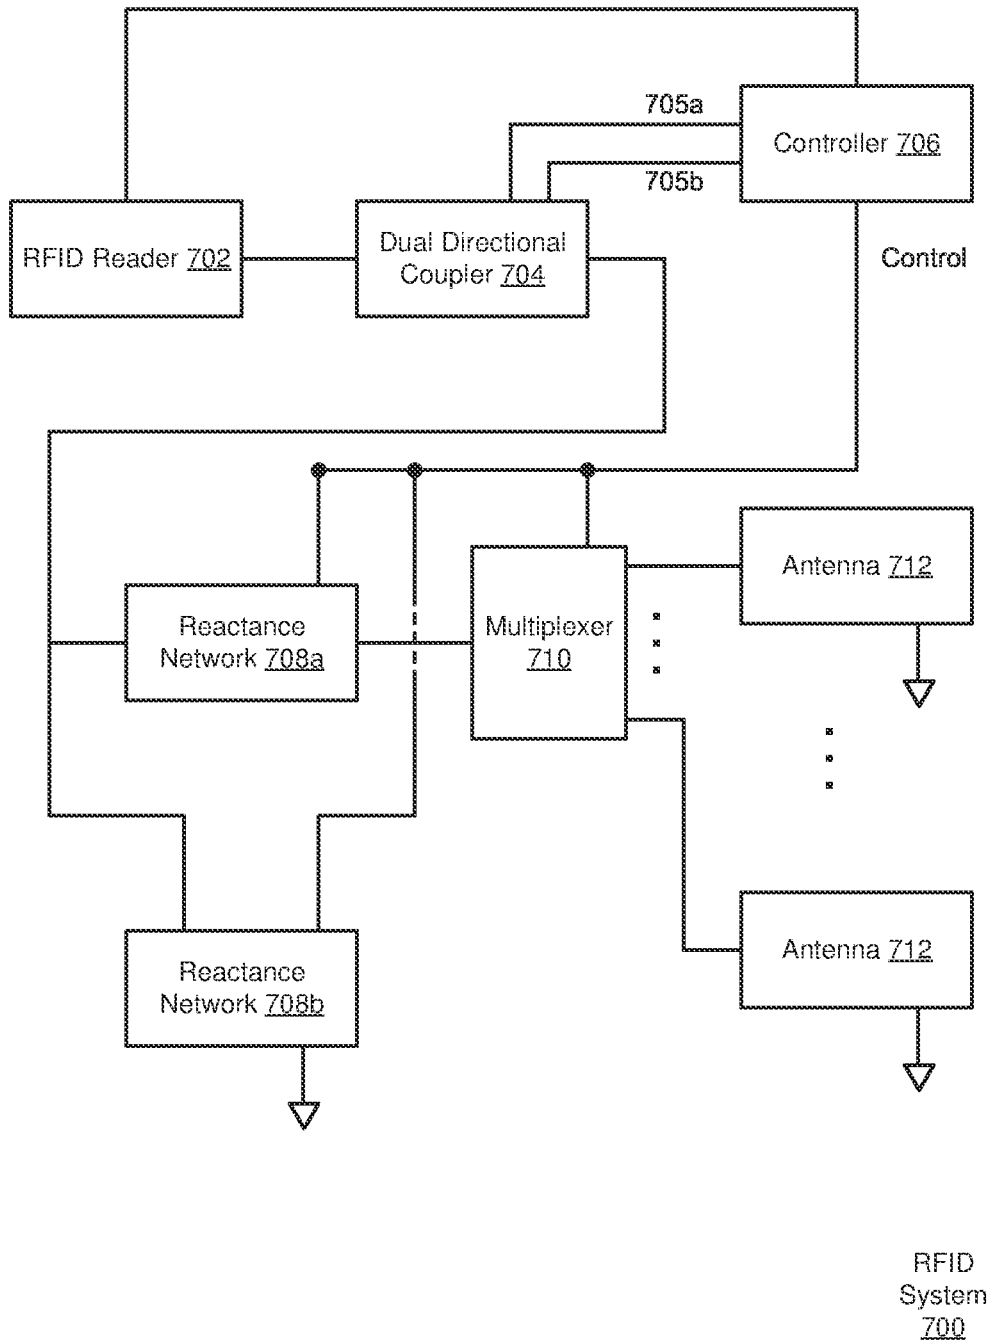 705a
Controller 706
705b
RFID Reader 702
Dual Directional
Coupler 704
Control
Antenna 712
Reactance
Network 708a
Multiplexer
710
Antenna 712
Reactance
Network 708b
RFID
System
700